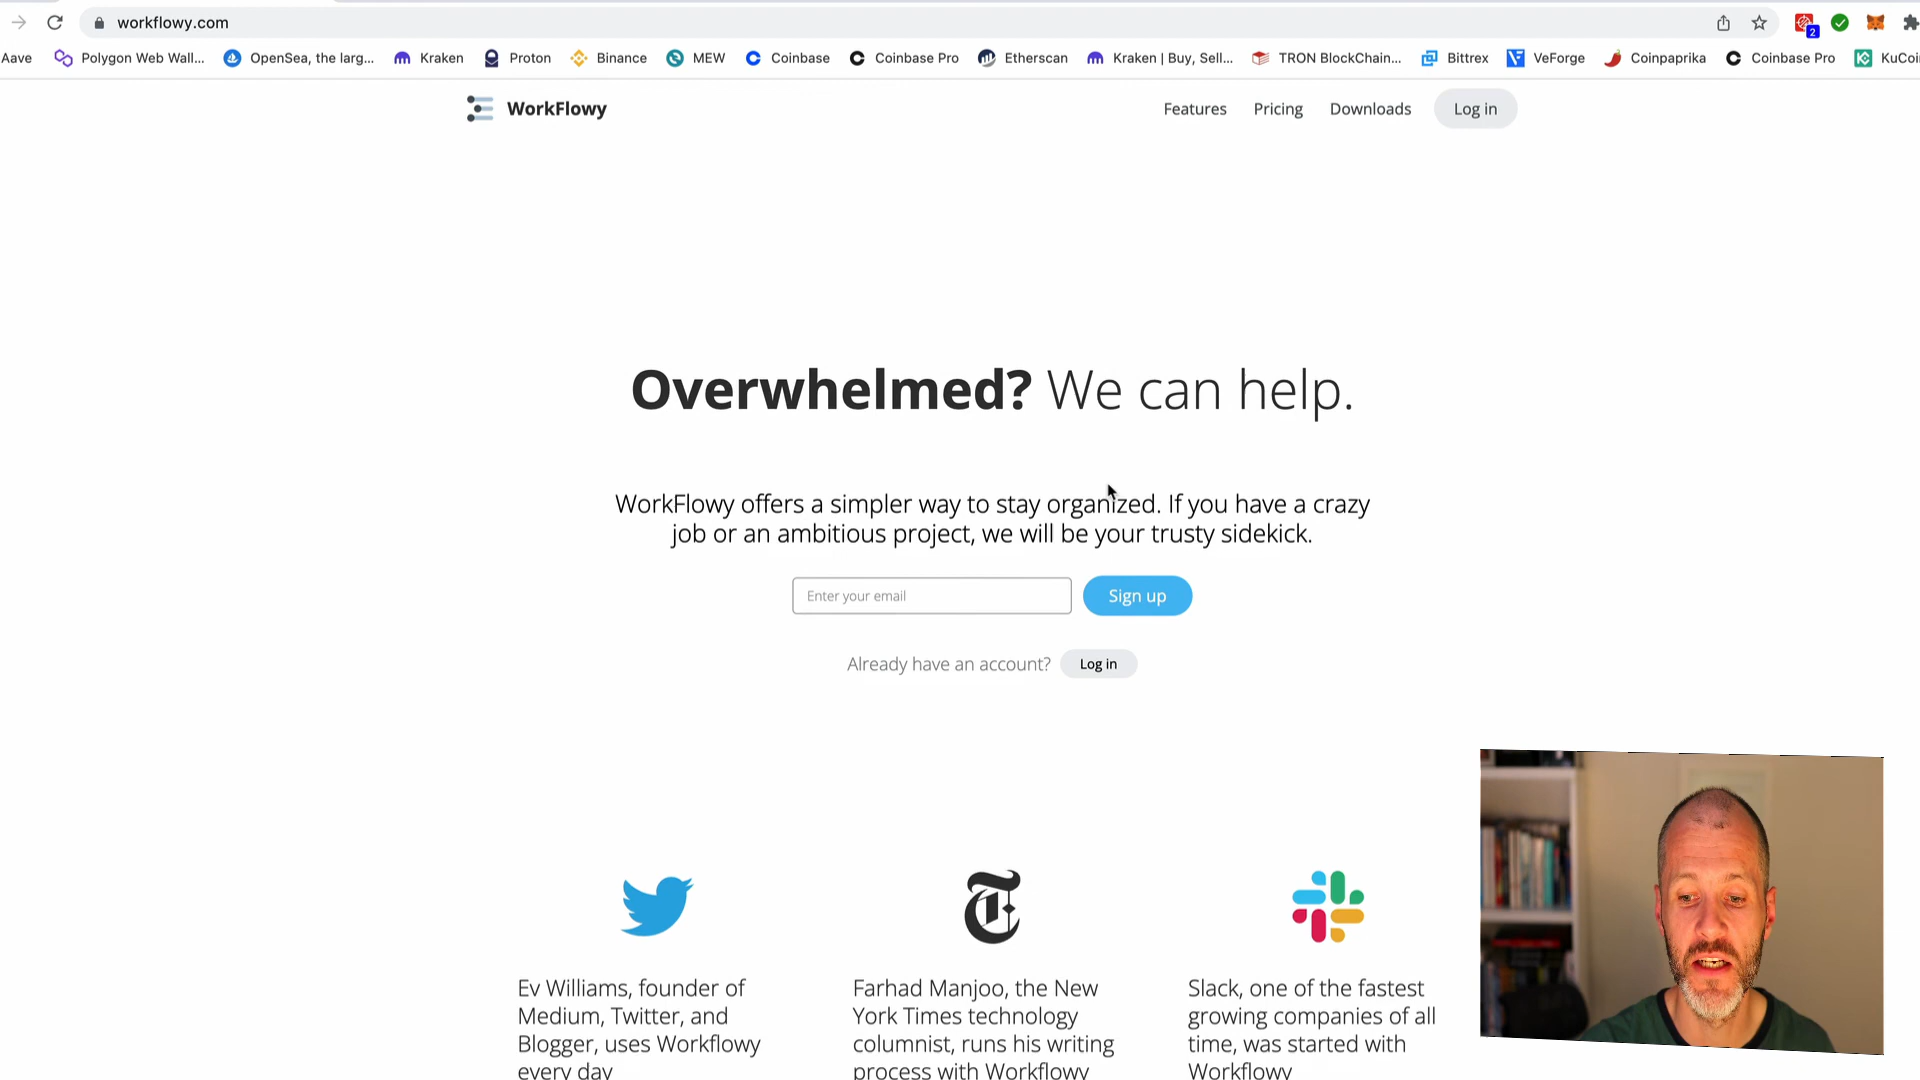 workflowy.com
2
Aave Polygon Web Wall... OpenSea, the larg... Kraken Proton Binance MEW Coinbase Coinbase Pro Etherscan Kraken | Buy, Sell... TRON BlockChain... Bittrex VeForge Coinpaprika Coinbase Pro KuCoi
WorkFlowy Features Pricing Downloads Log in
Overwhelmed? We can help.
WorkFlowy offers a simpler way to stay organized. If you have a crazy
job or an ambitious project, we will be your trusty sidekick.
Enter your email Sign up
Already have an account? Log in
Ev Williams, founder of
Medium, Twitter, and
Blogger, uses Workflowy
every day
Farhad Manjoo, the New
York Times technology
columnist, runs his writing
process with Workflowy
Slack, one of the fastest
growing companies of all
time, was started with
Workflowy